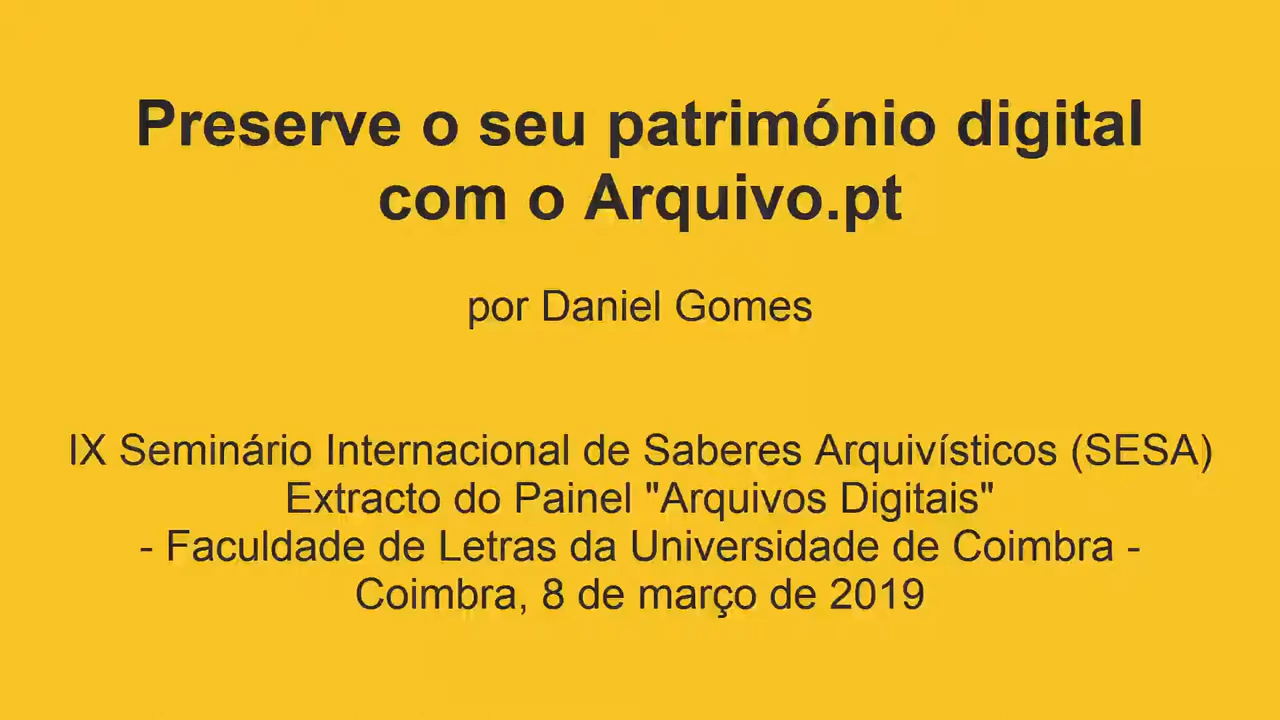 Preserve o seu património digital
com o Arquivo.pt
por Daniel Gomes
IX Seminário Internacional de Saberes Arquivísticos (SESA)
Extracto do Painel "Arquivos Digitais"
- Faculdade de Letras da Universidade de Coimbra -
Coimbra, 8 de março de 2019